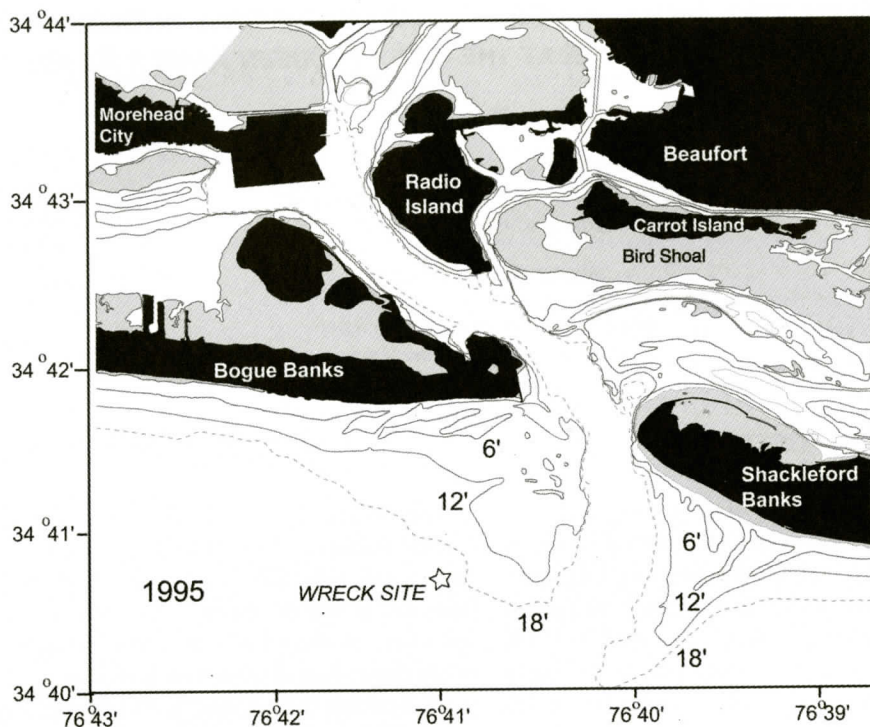 34°44'
Morehead
City
Beaufort
34°43'
Radio
Island
Carrot Island
Bird Shoal
34°42'
Bogue Banks
6'
Shackleford
Banks
12'
34°41'
6'
1995
WRECK SITE
12'
18'
18'
34°40'
76°43'
76°42'
76°41'
76°40'
76°39'